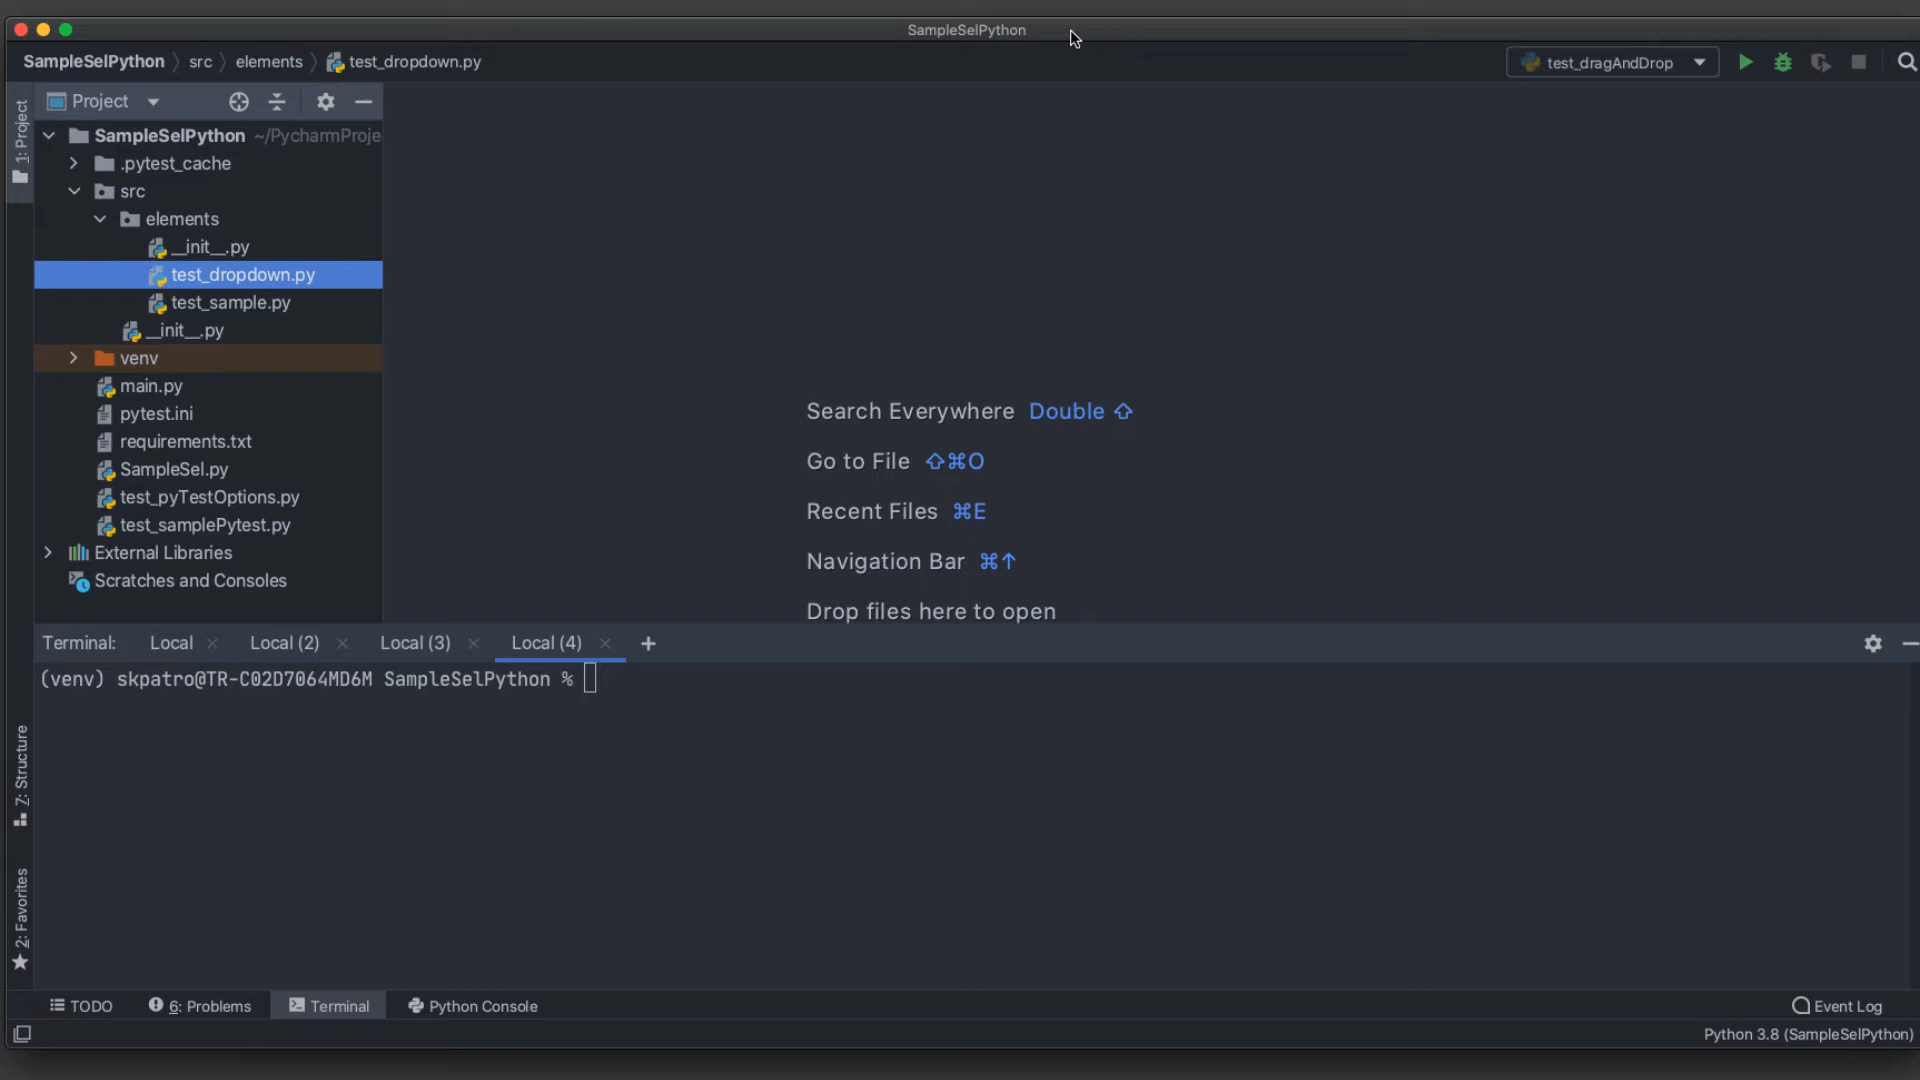 SampleSelPython
SampleSelPython src elements test_dropdown.py
test_dragAndDrop
1: Project
Project
SampleSelPython ~/PycharmProje
.pytest_cache
src
elements
__init__.py
test_dropdown.py
test_sample.py
__init__.py
venv
main.py
pytest.ini
requirements.txt
SampleSel.py
test_pyTestOptions.py
test_samplePytest.py
External Libraries
Scratches and Consoles
Search Everywhere Double ⇧
Go to File ⇧⌘O
Recent Files ⌘E
Navigation Bar ⌘↑
Drop files here to open
Terminal: Local Local (2) Local (3) Local (4)
(venv) skpatro@TR-C02D7064MD6M SampleSelPython %
7: Structure
2: Favorites
TODO 6: Problems Terminal Python Console
Event Log
Python 3.8 (SampleSelPython)